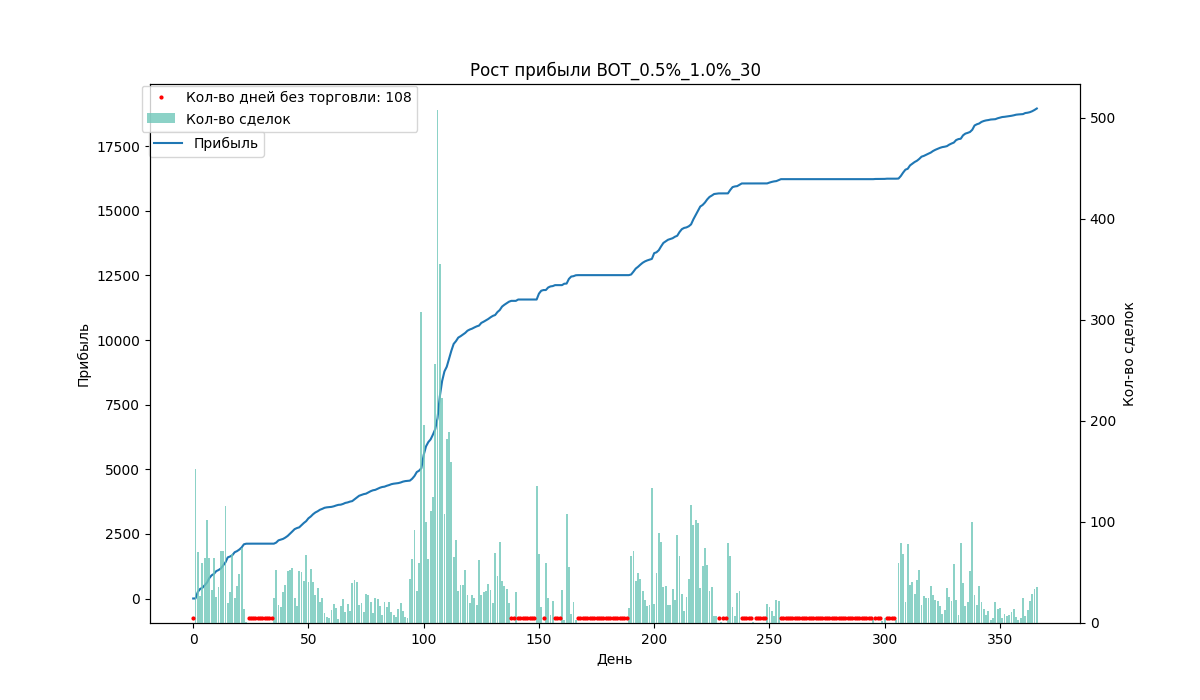 Рост прибыли BOT_0.5%_1.0%_30
Кол-во дней без торговли: 108
Кол-во сделок
Прибыль
17500
15000
12500
10000
7500
5000
2500
0
Прибыль
500
400
300
200
100
0
Кол-во сделок
0 50 100 150 200 250 300 350
День